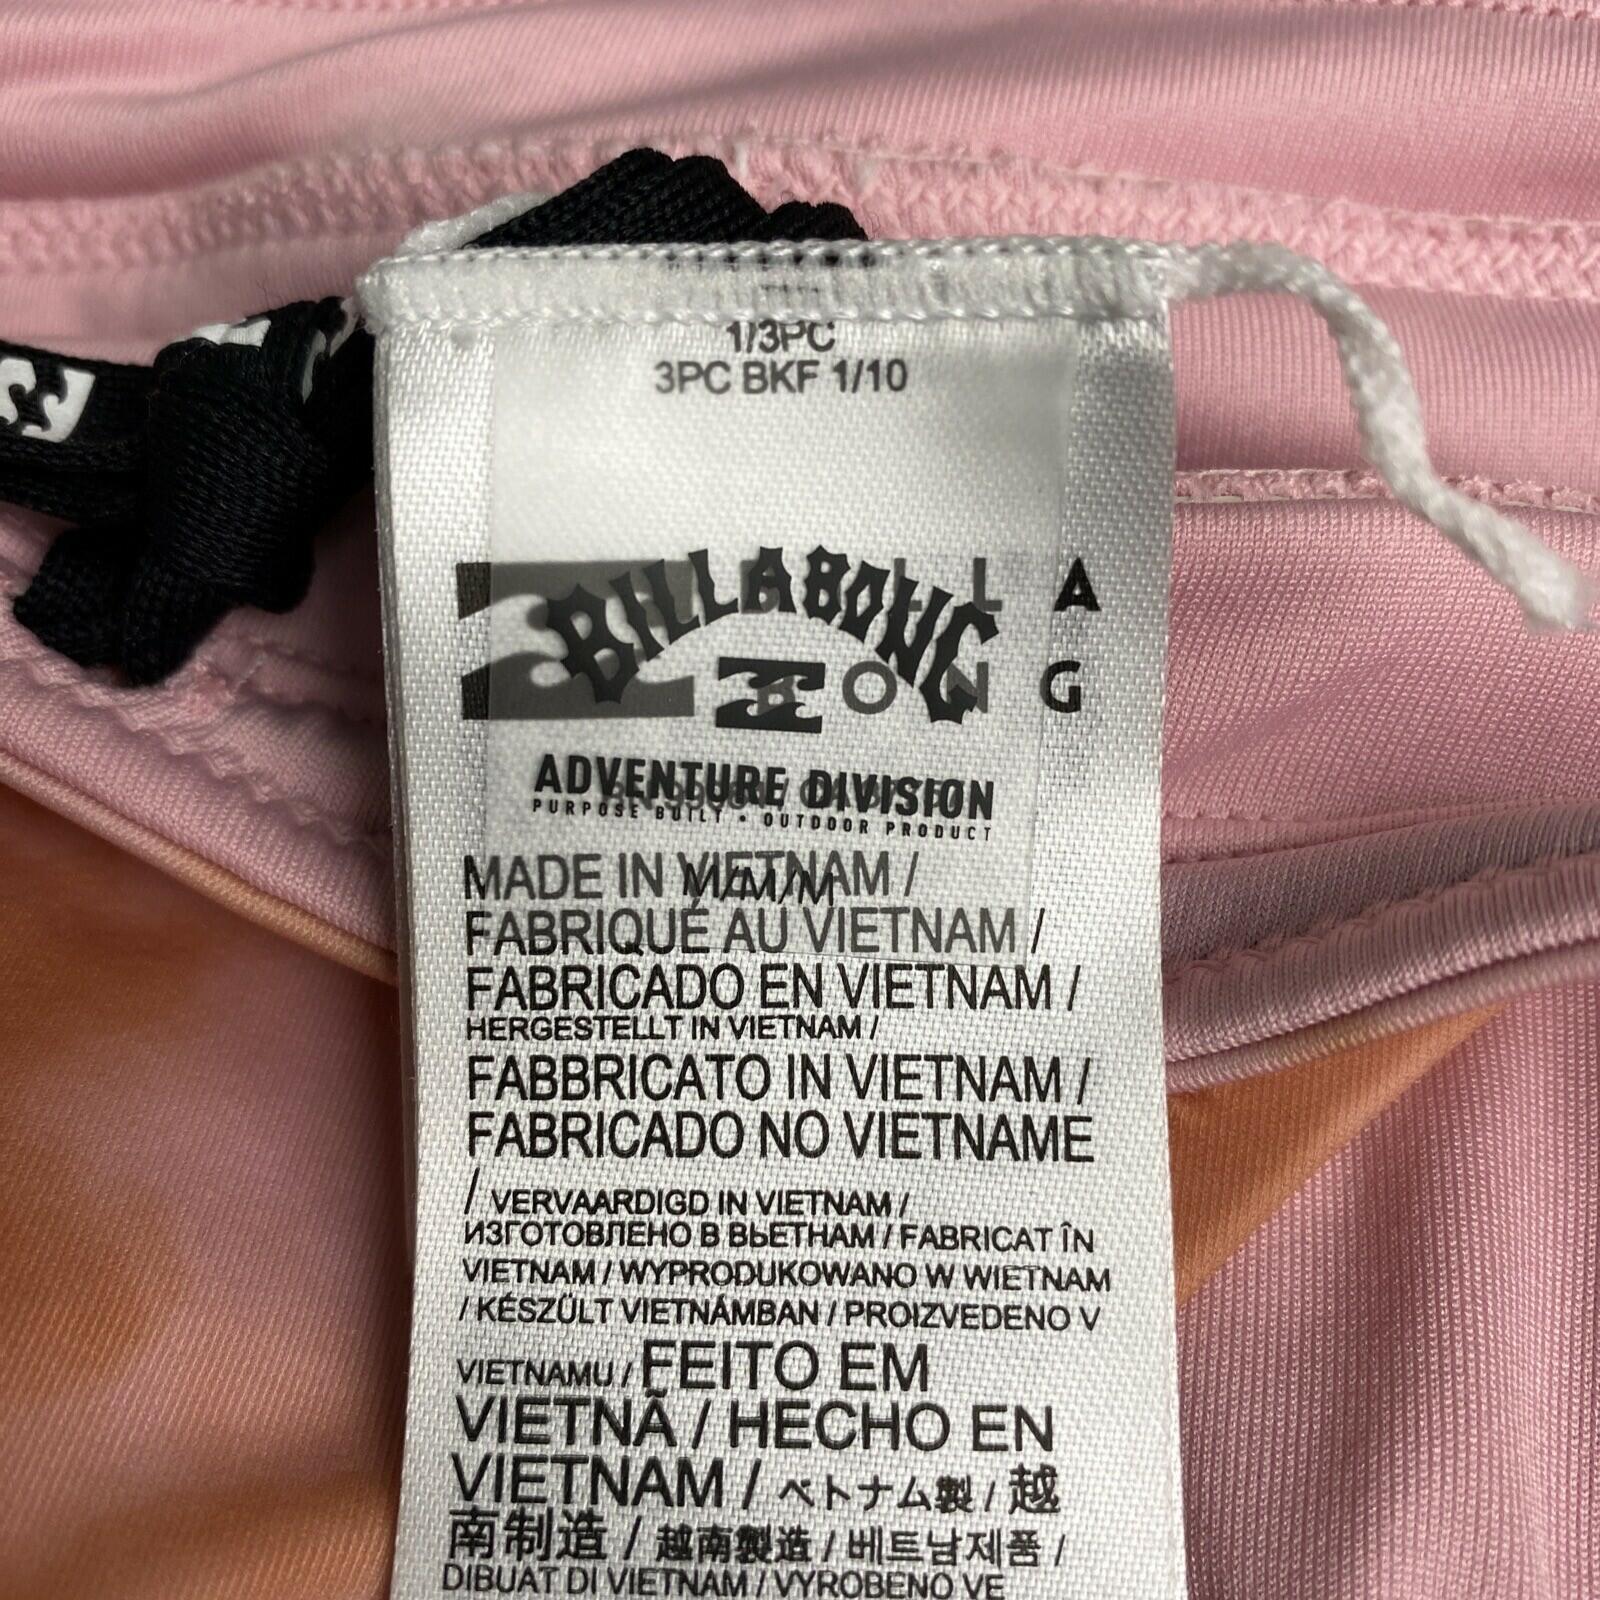 1/3PC
3PC BKF 1/10
BILLABONG
L A
B O N G
ADVENTURE DIVISION
PURPOSE BUILT • OUTDOOR PRODUCT
MADE IN VIETNAM /
M/M/M
FABRIQUÉ AU VIETNAM /
FABRICADO EN VIETNAM /
HERGESTELLT IN VIETNAM /
FABBRICATO IN VIETNAM /
FABRICADO NO VIETNAME
/ VERVAARDIGD IN VIETNAM /
ИЗГОТОВЛЕНО В ВЬЕТНАМ / FABRICAT ÎN
VIETNAM / WYPRODUKOWANO W WIETNAM
/ KÉSZÜLT VIETNÁMBAN / PROIZVEDENO V
VIETNAMU / FEITO EM
VIETNÃ / HECHO EN
VIETNAM / ベトナム製 / 越
南制造 / 越南製造 / 베트남제품 /
DIBUAT DI VIETNAM / VYROBENO VE